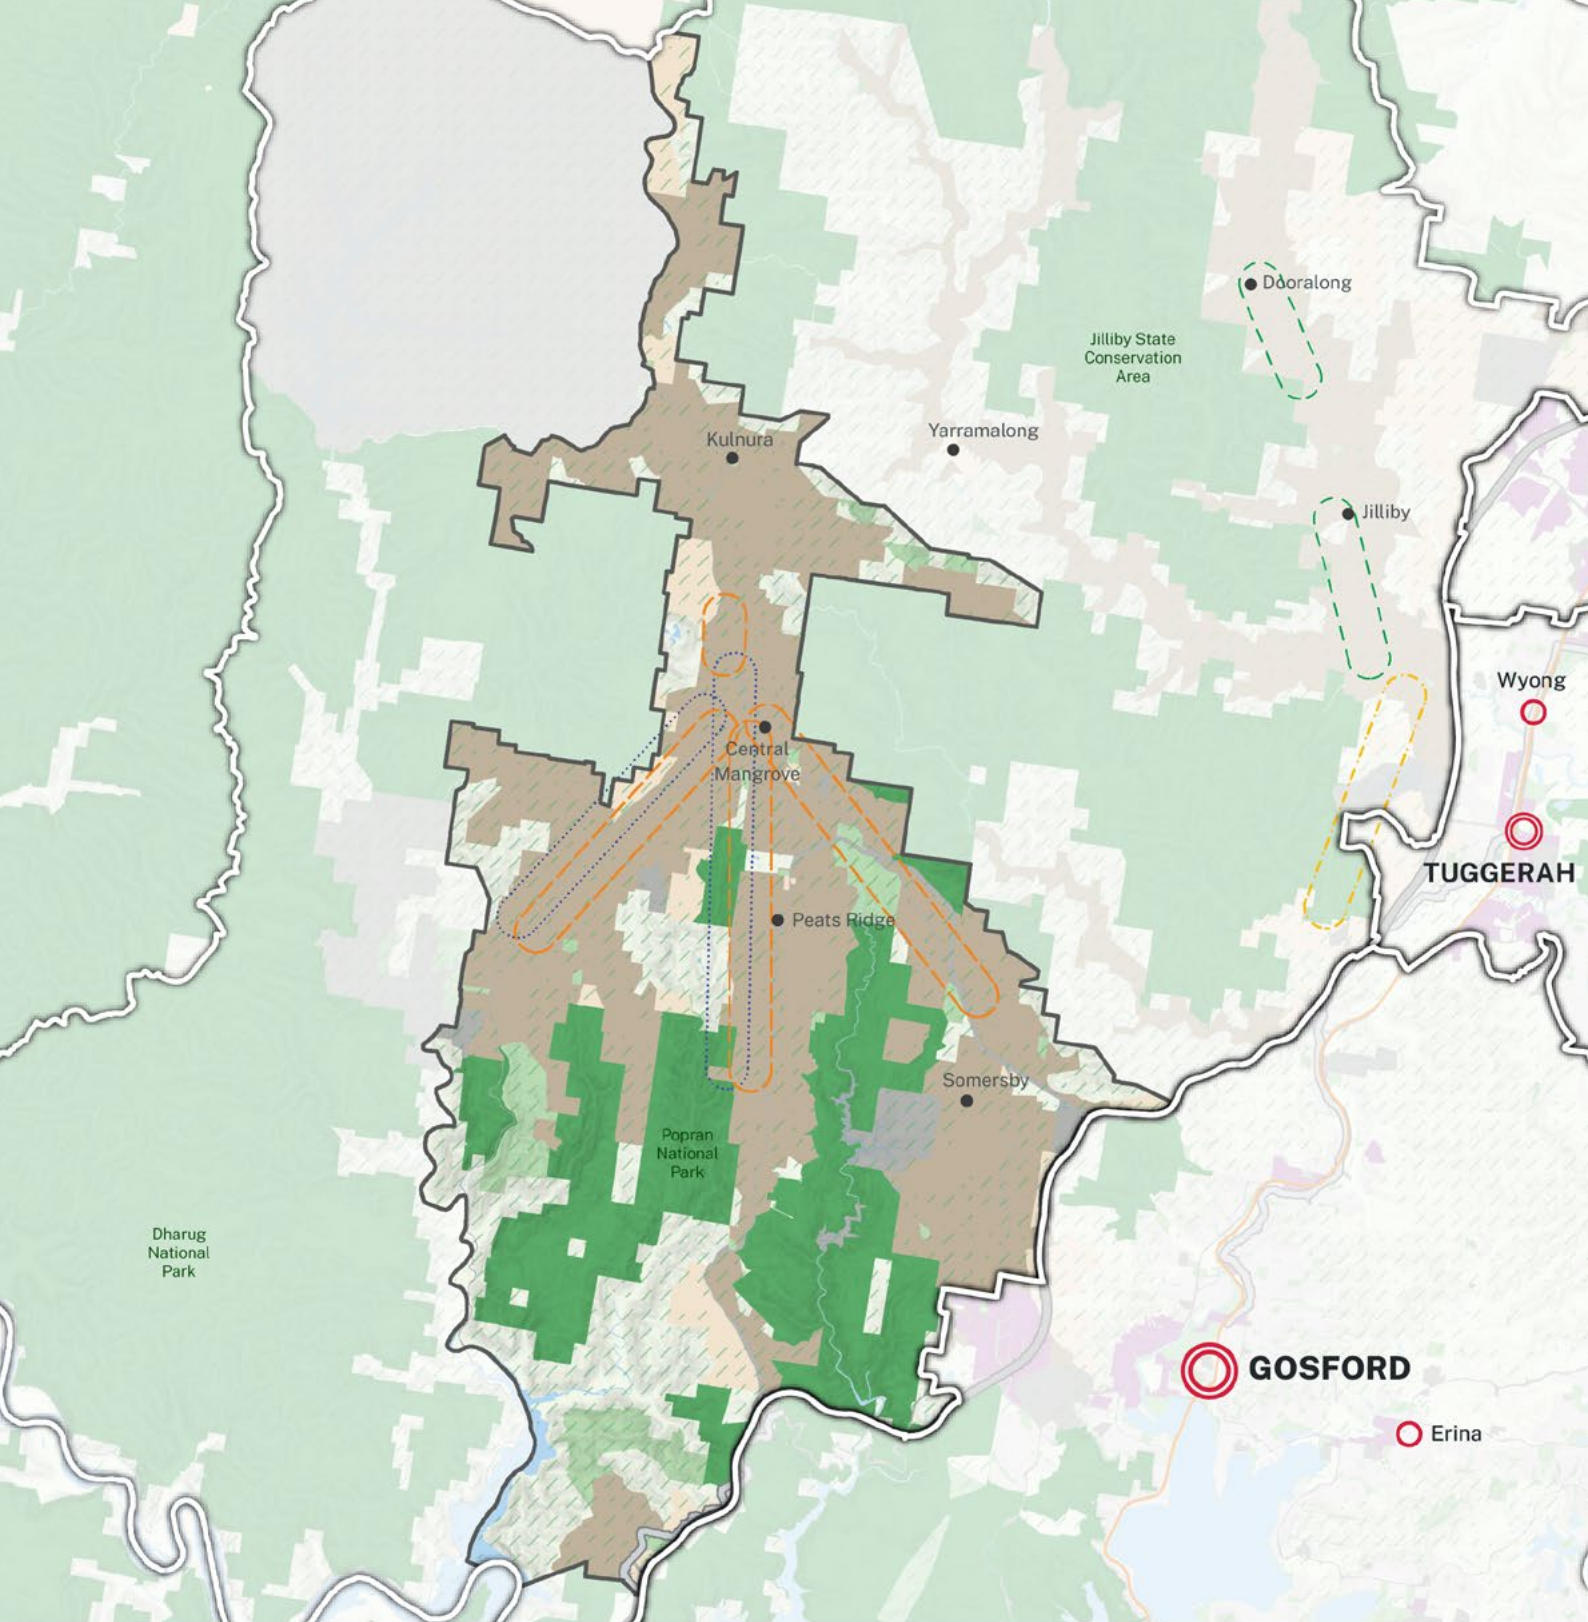 Dooralong
Jilliby State
Conservation
Area
Kulnura
Yarramalong
Jilliby
Wyong
Central
Mangrove
TUGGERAH
Peats Ridge
Somersby
Popran
National
Park
Dharug
National
Park
GOSFORD
Erina